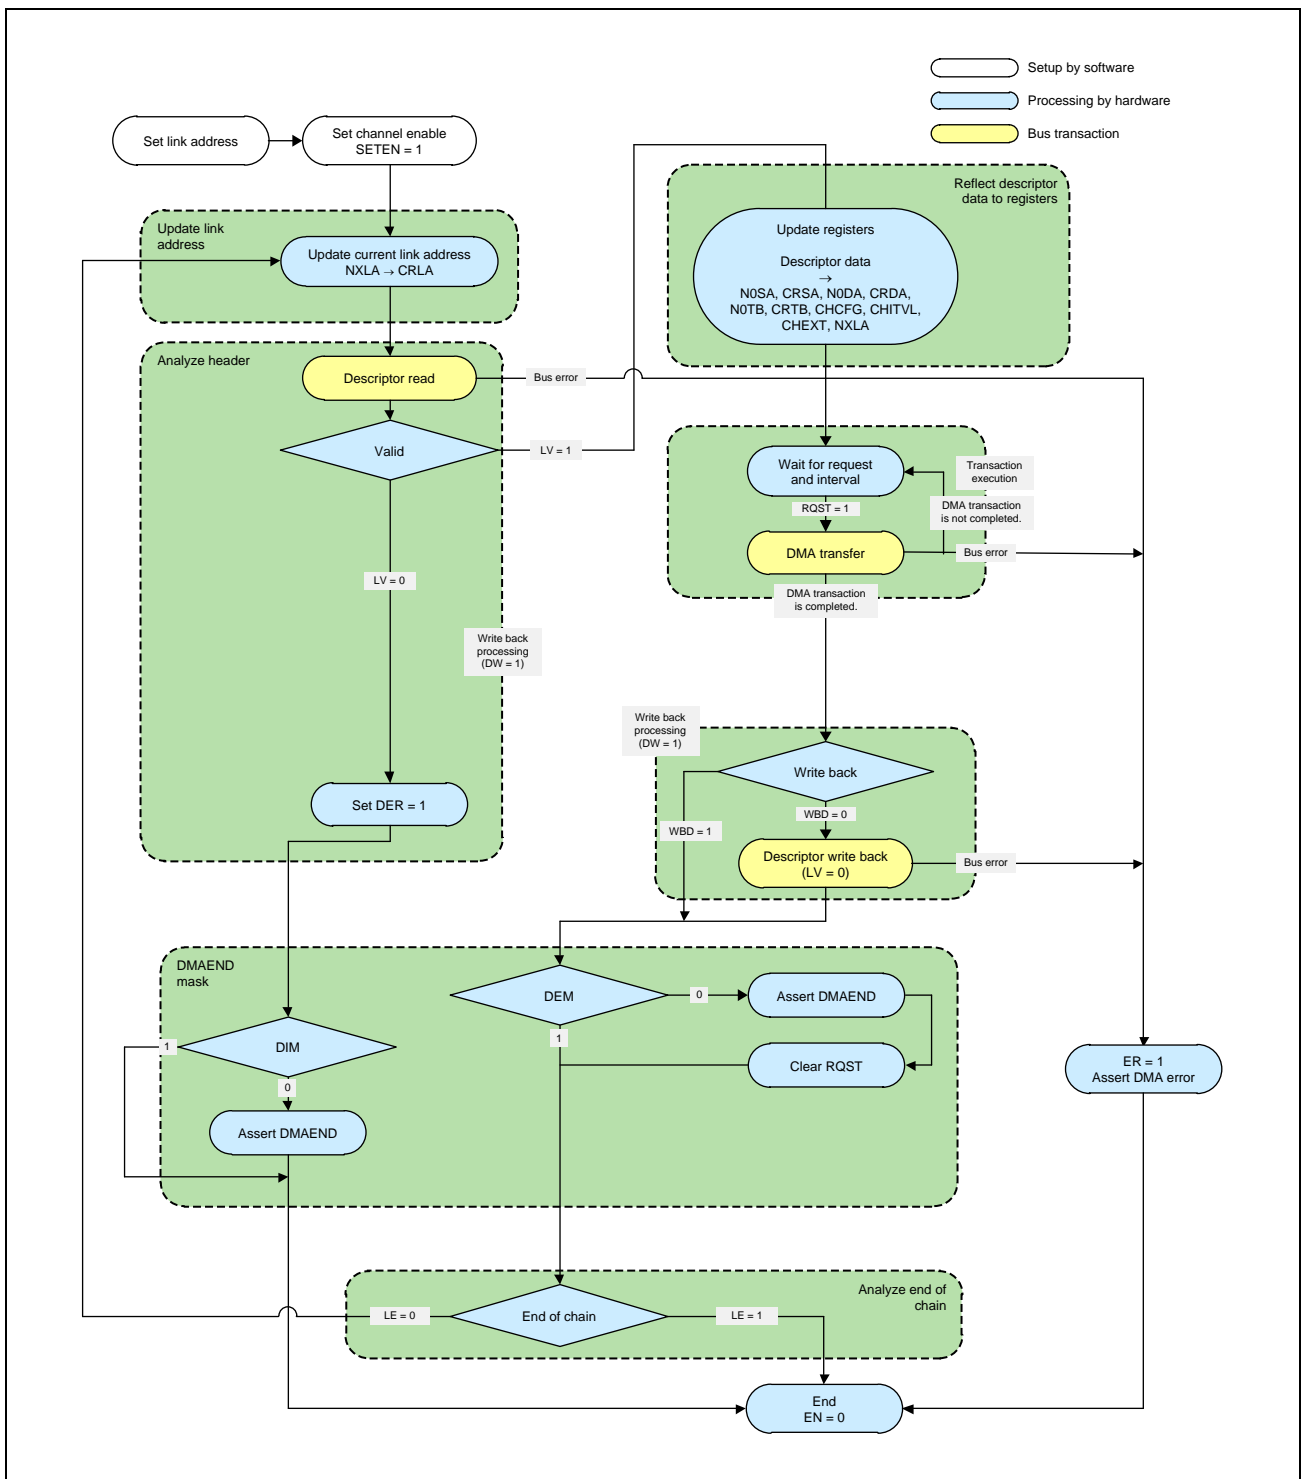 Setup by software
Processing by hardware
Bus transaction
Set link address
Set channel enable
SETEN = 1
Reflect descriptor
data to registers
Update link
address
Update current link address
NXLA → CRLA
Update registers
Descriptor data
→
N0SA, CRSA, N0DA, CRDA,
N0TB, CRTB, CHCFG, CHITVL,
CHEXT, NXLA
Analyze header
Descriptor read
Bus error
Valid
LV = 1
Wait for request
and interval
Transaction
execution
RQST = 1
DMA transaction
is not completed.
DMA transfer
Bus error
LV = 0
DMA transaction
is completed.
Write back
processing
(DW = 1)
Write back
processing
(DW = 1)
Write back
Set DER = 1
WBD = 0
WBD = 1
Descriptor write back
(LV = 0)
Bus error
DMAEND
mask
DEM
0
Assert DMAEND
1
DIM
1
Clear RQST
ER = 1
Assert DMA error
0
Assert DMAEND
Analyze end of
chain
LE = 0
End of chain
LE = 1
End
EN = 0